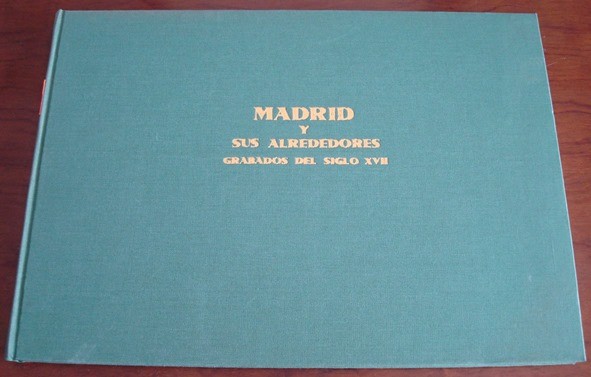 MADRID
Y
SUS ALREDEDORES
GRABADOS DEL SIGLO XVII